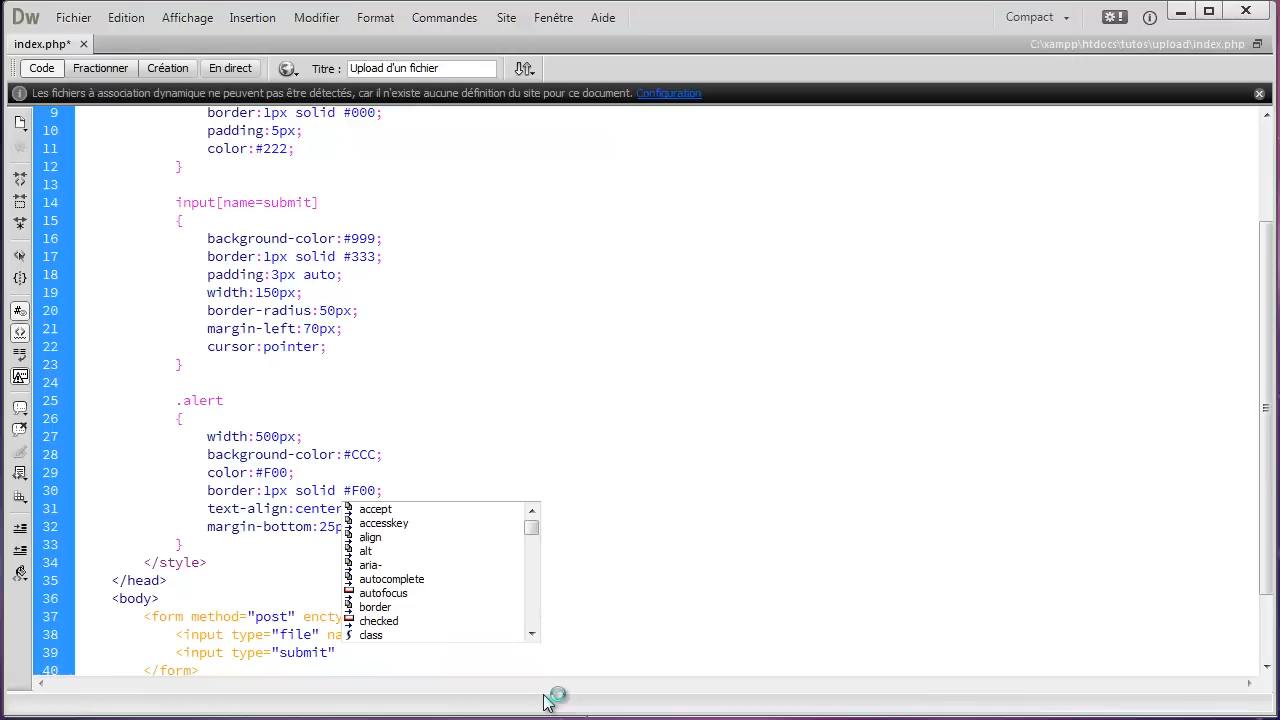 Dw Fichier Edition Affichage Insertion Modifier Format Commandes Site Fenêtre Aide Compact
index.php* C:\xampp\htdocs\tutos\upload\index.php
Code Fractionner Création En direct Titre : Upload d'un fichier
Les fichiers à association dynamique ne peuvent pas être détectés, car il n'existe aucune définition du site pour ce document. Configuration
9 border:1px solid #000;
10 padding:5px;
11 color:#222;
12 }
13
14 input[name=submit]
15 {
16 background-color:#999;
17 border:1px solid #333;
18 padding:3px auto;
19 width:150px;
20 border-radius:50px;
21 margin-left:70px;
22 cursor:pointer;
23 }
24
25 .alert
26 {
27 width:500px;
28 background-color:#CCC;
29 color:#F00;
30 border:1px solid #F00;
31 text-align:center
32 margin-bottom:25p
33 }
34 </style>
35 </head>
36 <body>
37 <form method="post" encty
38 <input type="file" na
39 <input type="submit"
40 </form>
accept
accesskey
align
alt
aria-
autocomplete
autofocus
border
checked
class